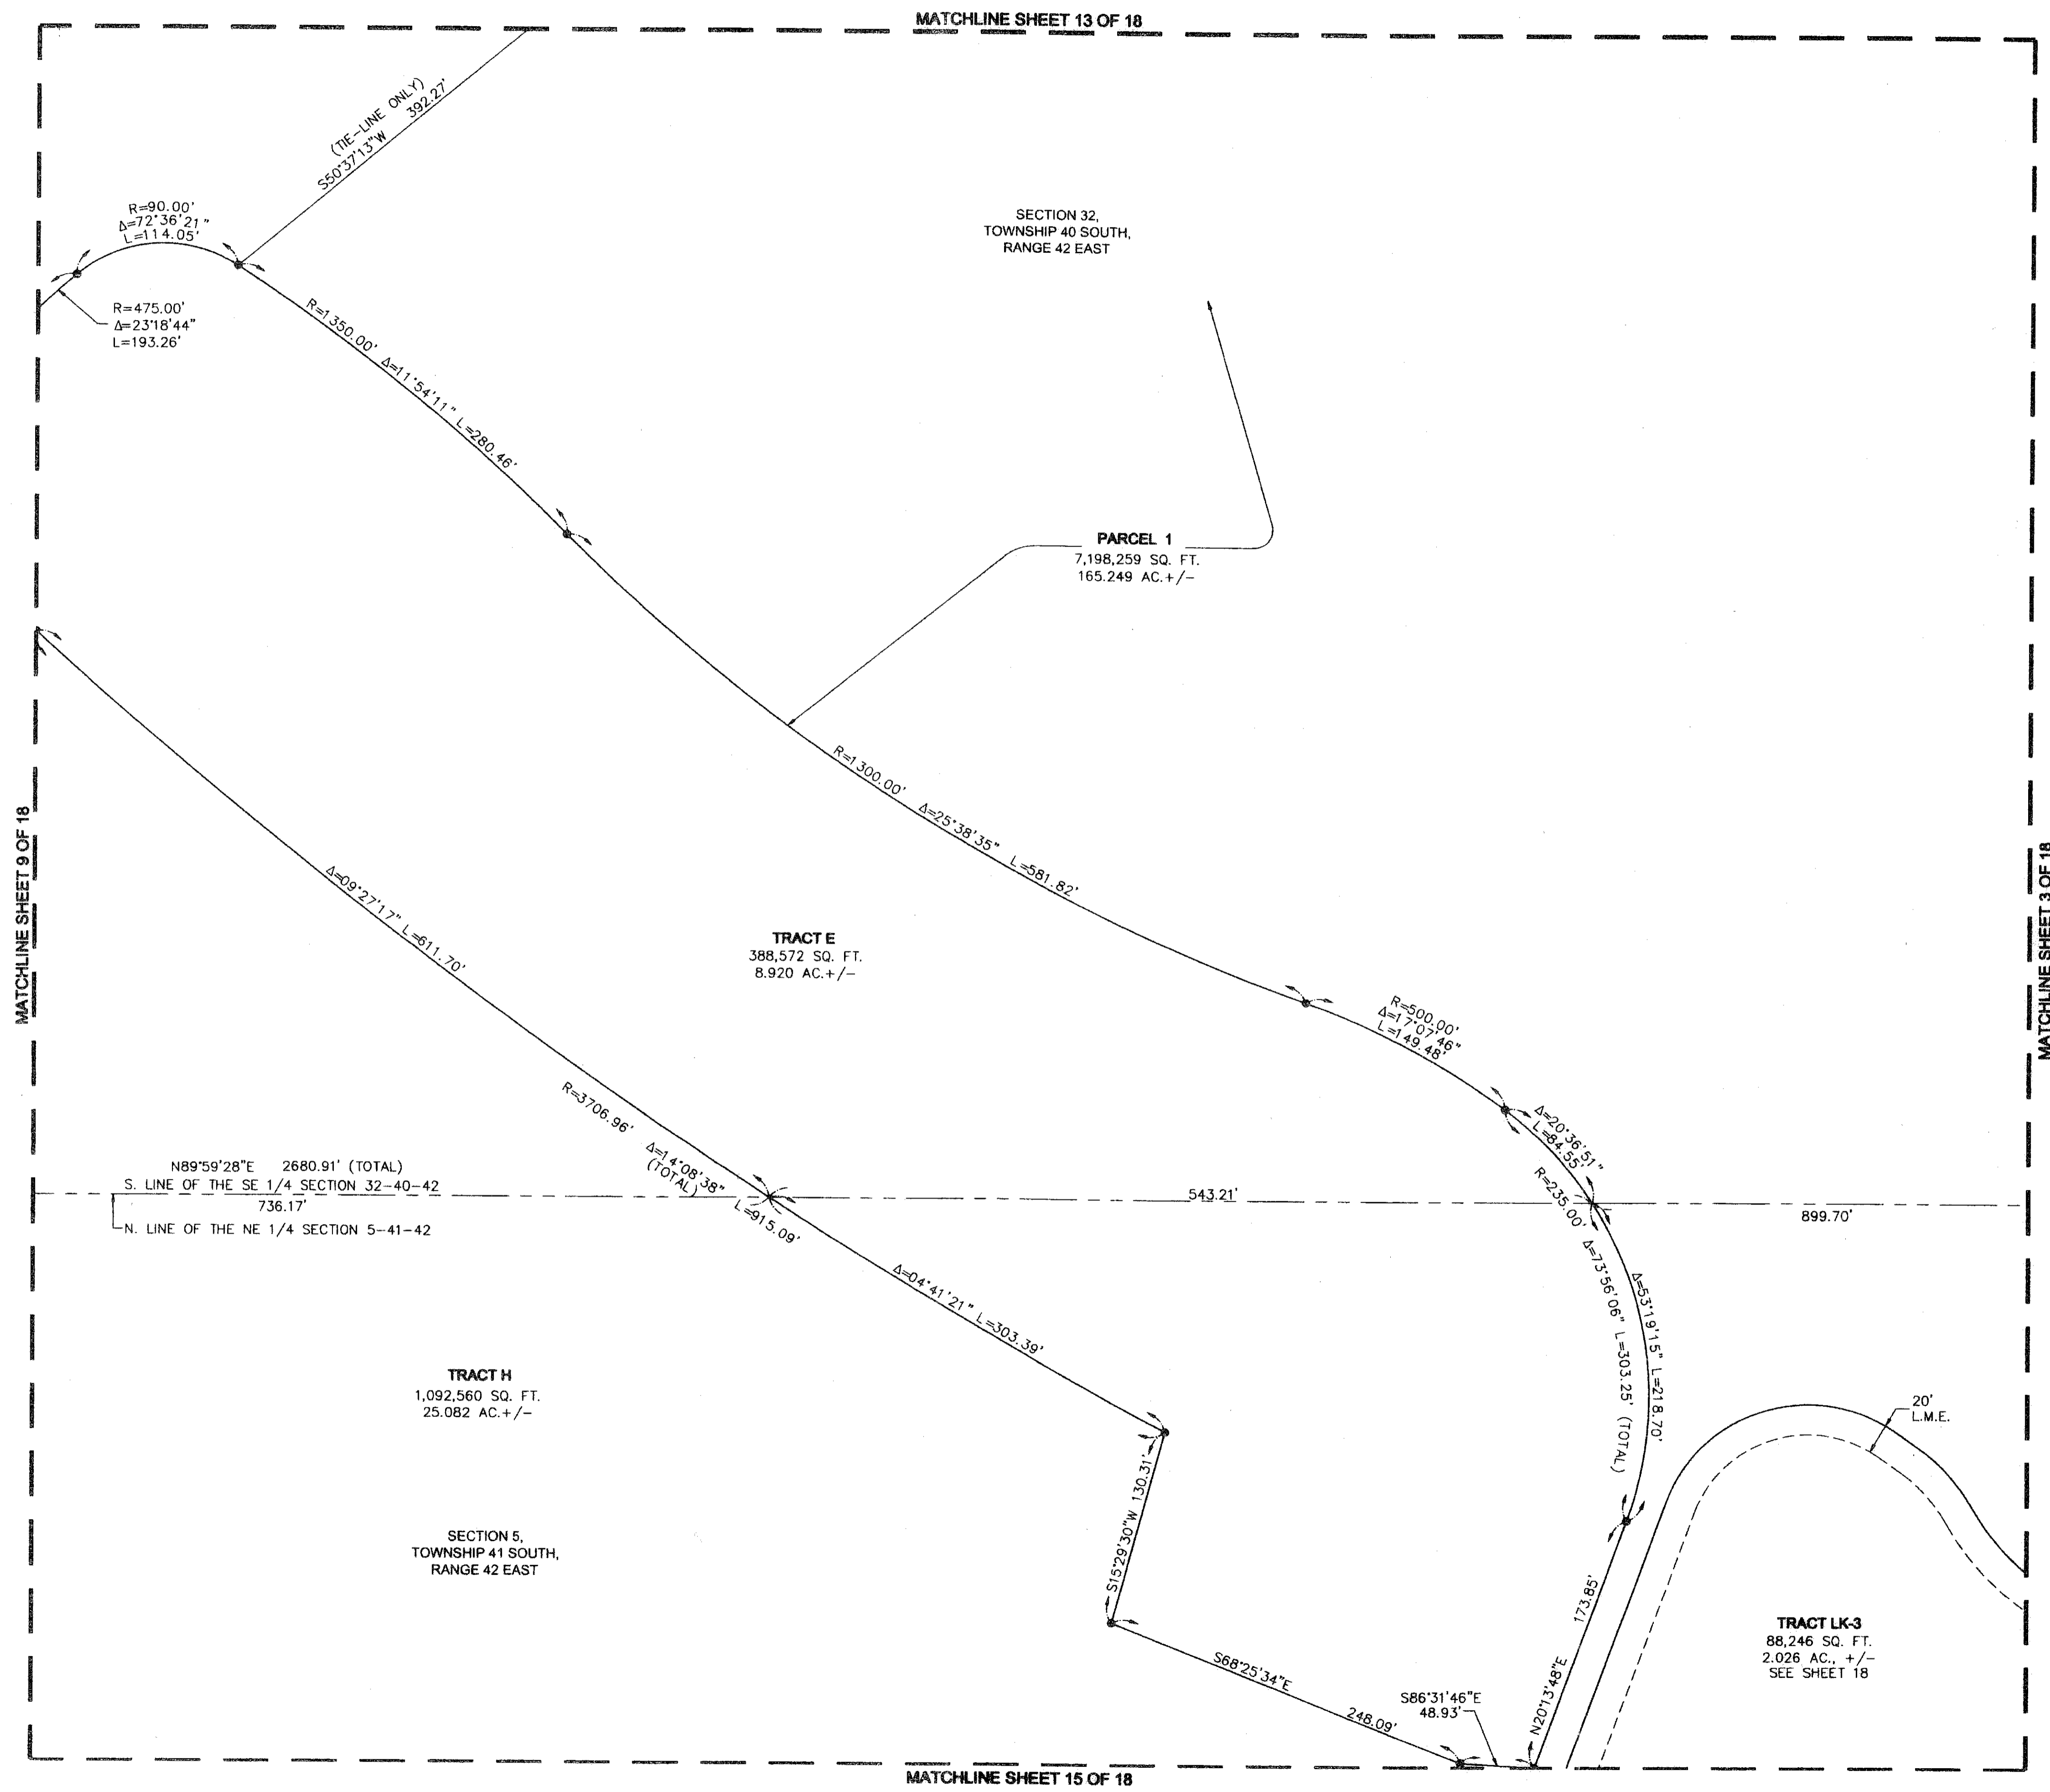 MATCHLINE SHEET 13 OF 18
(TIE-LINE ONLY)
S50°37'13"W 392.27'
R=90.00'
Δ=72°36'21"
L=114.05'
SECTION 32,
TOWNSHIP 40 SOUTH,
RANGE 42 EAST
R=475.00'
Δ=23°18'44"
L=193.26'
R=1350.00' Δ=11°54'11" L=280.46'
PARCEL 1
7,198,259 SQ. FT.
165.249 AC.+/-
R=1300.00' Δ=25°38'35" L=581.82'
MATCHLINE SHEET 9 OF 18
MATCHLINE SHEET 3 OF 18
Δ=09°27'17" L=611.70'
TRACT E
388,572 SQ. FT.
8.920 AC.+/-
R=500.00'
Δ=17°07'46"
L=149.48'
R=3706.96' Δ=14°08'38" L=915.09'
(TOTAL)
Δ=20°36'51"
L=84.55'
N89°59'28"E 2680.91' (TOTAL)
S. LINE OF THE SE 1/4 SECTION 32-40-42
736.17'
N. LINE OF THE NE 1/4 SECTION 5-41-42
543.21'
899.70'
R=235.00' Δ=73°56'06" L=303.25' (TOTAL)
Δ=53°19'15" L=218.70'
Δ=04°41'21" L=303.39'
TRACT H
1,092,560 SQ. FT.
25.082 AC.+/-
20'
L.M.E.
S15°29'30"W 130.31'
SECTION 5,
TOWNSHIP 41 SOUTH,
RANGE 42 EAST
N20°13'48"E 173.85'
TRACT LK-3
88,246 SQ. FT.
2.026 AC., +/-
SEE SHEET 18
S68°25'34"E 248.09'
S86°31'46"E
48.93'
MATCHLINE SHEET 15 OF 18